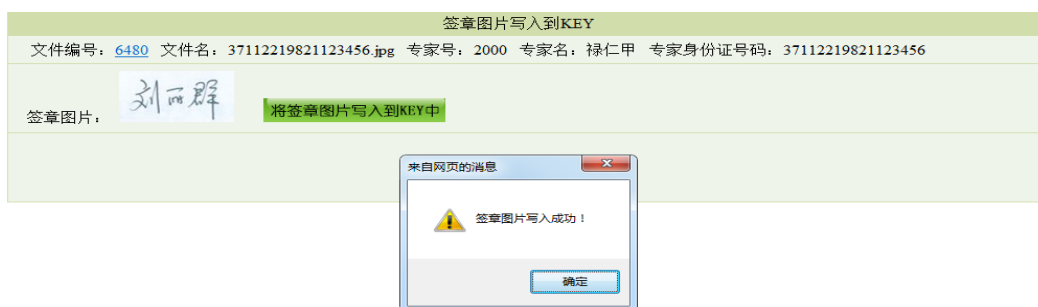 签章图片写入到KEY
文件编号：6480 文件名：37112219821123456.jpg 专家号：2000 专家名：禄仁甲 专家身份证号码：37112219821123456
刘丽群
签章图片：
将签章图片写入到KEY中
来自网页的消息
签章图片写入成功！
确定